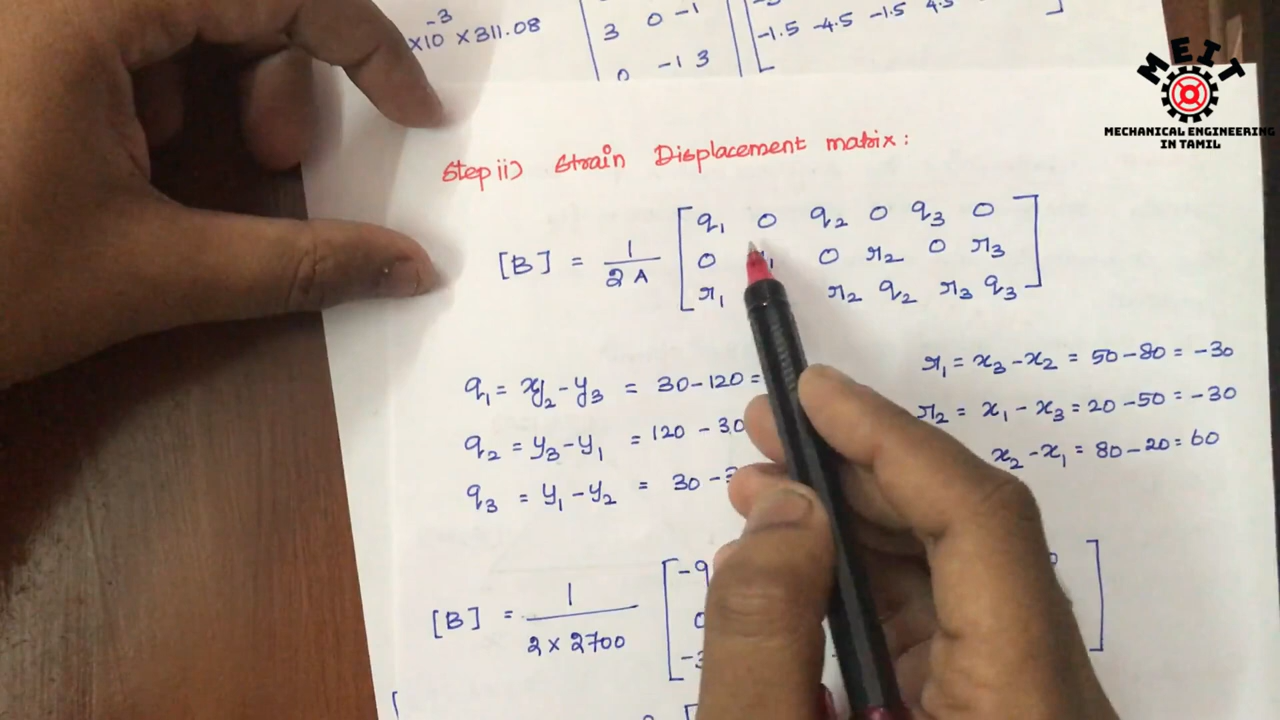 ×10⁻³ ×311.08
3 0 -1
0 -1 3
-1.5 -4.5 -1.5 4.5
MEIT
MECHANICAL ENGINEERING
IN TAMIL
Step ii) Strain Displacement matrix:
[B] = 1/2A [q₁ 0 q₂ 0 q₃ 0
0 r₁ 0 r₂ 0 r₃
r₁ r₂ q₂ r₃ q₃]
q₁ = y₂-y₃ = 30-120 =
q₂ = y₃-y₁ = 120-30
q₃ = y₁-y₂ = 30-
r₁ = x₃-x₂ = 50-80 = -30
r₂ = x₁-x₃ = 20-50 = -30
x₂-x₁ = 80-20 = 60
[B] = 1/2×2700 [